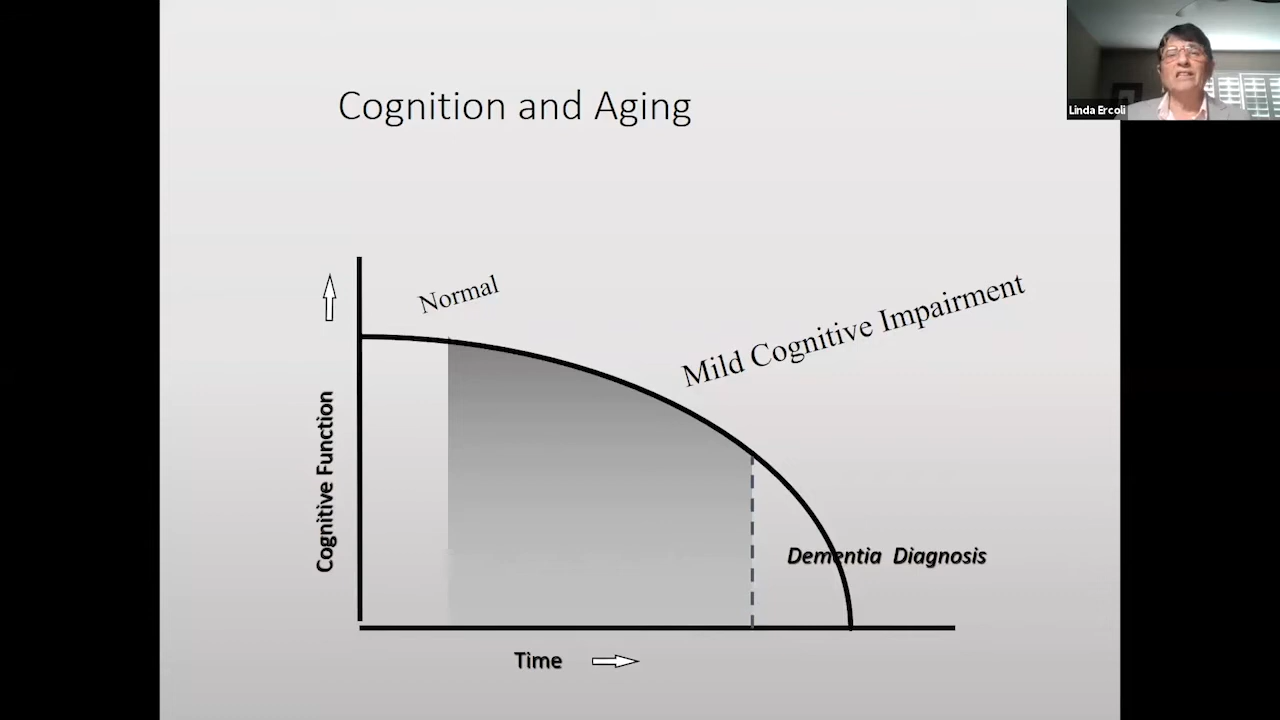 Linda Ercoli
Cognition and Aging
Normal
Mild Cognitive Impairment
Cognitive Function
Dementia Diagnosis
Time